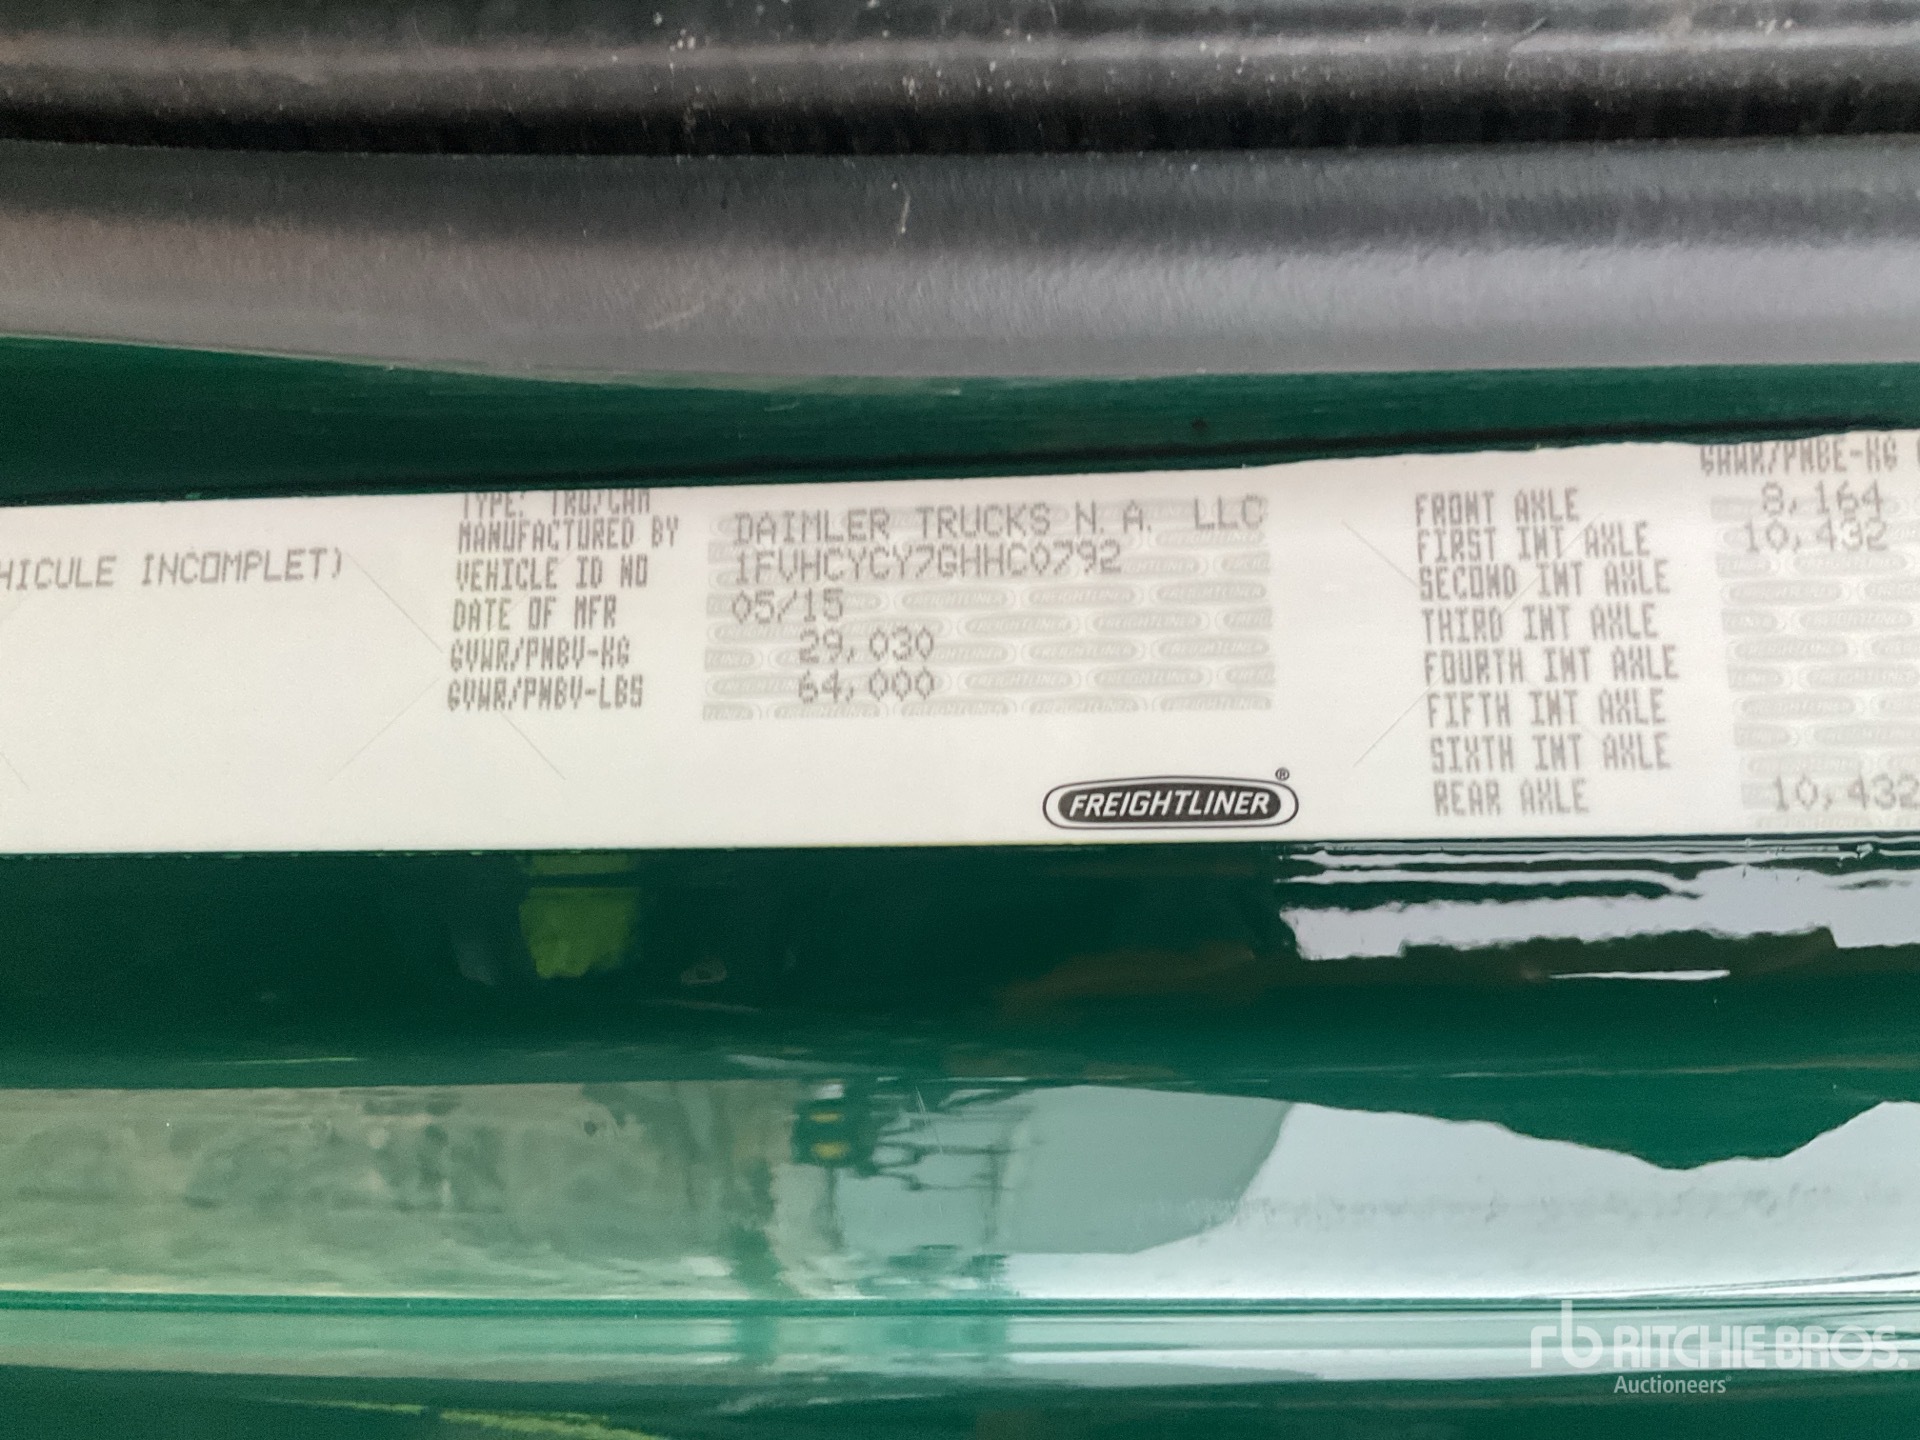 HICULE INCOMPLET)
TYPE: TRU/CAM
MANUFACTURED BY DAIMLER TRUCKS N. A. LLC
VEHICLE ID NO 1FVHCYCY7GHHC0792
DATE OF MFR 05/15
GVWR/PNBV-KG 29,030
GVWR/PNBV-LBS 64,000
FREIGHTLINER®
GAWR/PNBE-KG
FRONT AXLE 8,164
FIRST INT AXLE 10,432
SECOND INT AXLE
THIRD INT AXLE
FOURTH INT AXLE
FIFTH INT AXLE
SIXTH INT AXLE
REAR AXLE 10,432
rb RITCHIE BROS.
Auctioneers